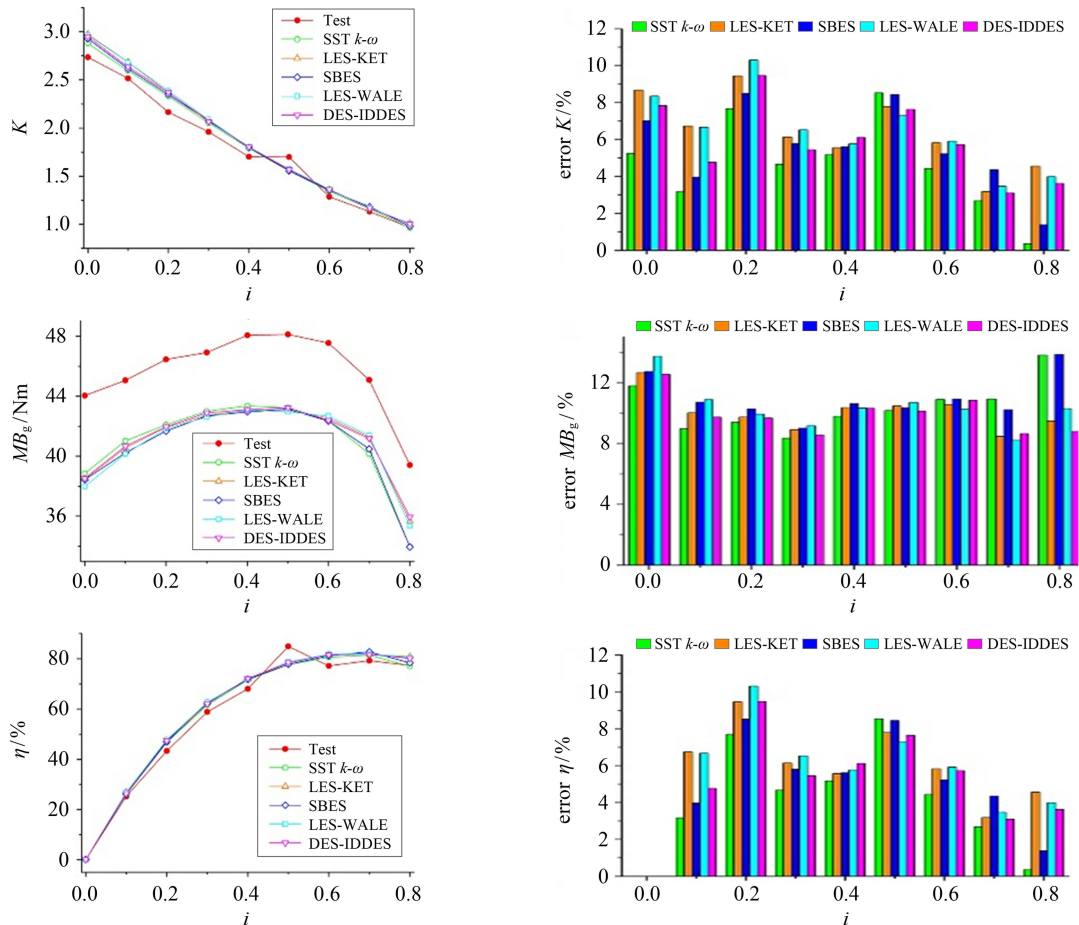 K
3.0
2.5
2.0
1.5
1.0
Test
SST k-ω
LES-KET
SBES
LES-WALE
DES-IDDES
0.0 0.2 0.4 0.6 0.8
i
error K/%
12
10
8
6
4
2
0
SST k-ω LES-KET SBES LES-WALE DES-IDDES
0.0 0.2 0.4 0.6 0.8
i
MBg/Nm
48
44
40
36
Test
SST k-ω
LES-KET
SBES
LES-WALE
DES-IDDES
0.0 0.2 0.4 0.6 0.8
i
error MBg/%
12
8
4
0
SST k-ω LES-KET SBES LES-WALE DES-IDDES
0.0 0.2 0.4 0.6 0.8
i
η/%
80
60
40
20
0
Test
SST k-ω
LES-KET
SBES
LES-WALE
DES-IDDES
0.0 0.2 0.4 0.6 0.8
i
error η/%
12
10
8
6
4
2
0
SST k-ω LES-KET SBES LES-WALE DES-IDDES
0.0 0.2 0.4 0.6 0.8
i